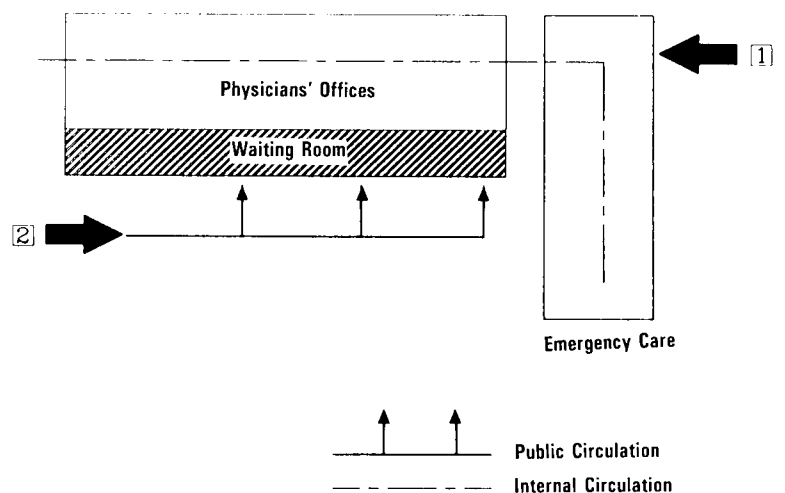 1
Physicians' Offices
Waiting Room
2
Emergency Care
Public Circulation
Internal Circulation